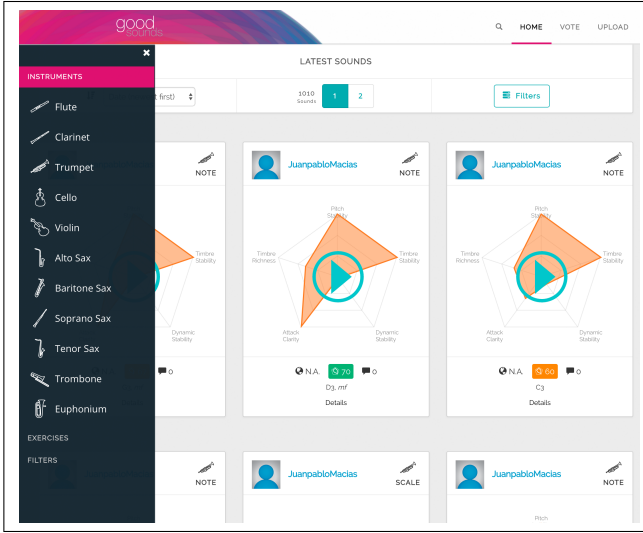 good
sounds
HOME VOTE UPLOAD
×
LATEST SOUNDS
INSTRUMENTS
t first)
1010
Sounds
1 2
Filters
Flute
Clarinet
Trumpet
Cello
Violin
Alto Sax
Baritone Sax
Soprano Sax
Tenor Sax
Trombone
Euphonium
EXERCISES
FILTERS
NOTE
Timbre
Stability
Dynamic
Stability
0
JuanpabloMacias
NOTE
Pitch
Stability
Timbre
Richness
Timbre
Stability
Attack
Clarity
Dynamic
Stability
N.A. 70 0
D3, mf
Details
JuanpabloMacias
NOTE
Pitch
Stability
Timbre
Richness
Timbre
Stability
Attack
Clarity
Dynamic
Stability
N.A. 60 0
C3
Details
NOTE
JuanpabloMacias
SCALE
JuanpabloMacias
NOTE
Pitch